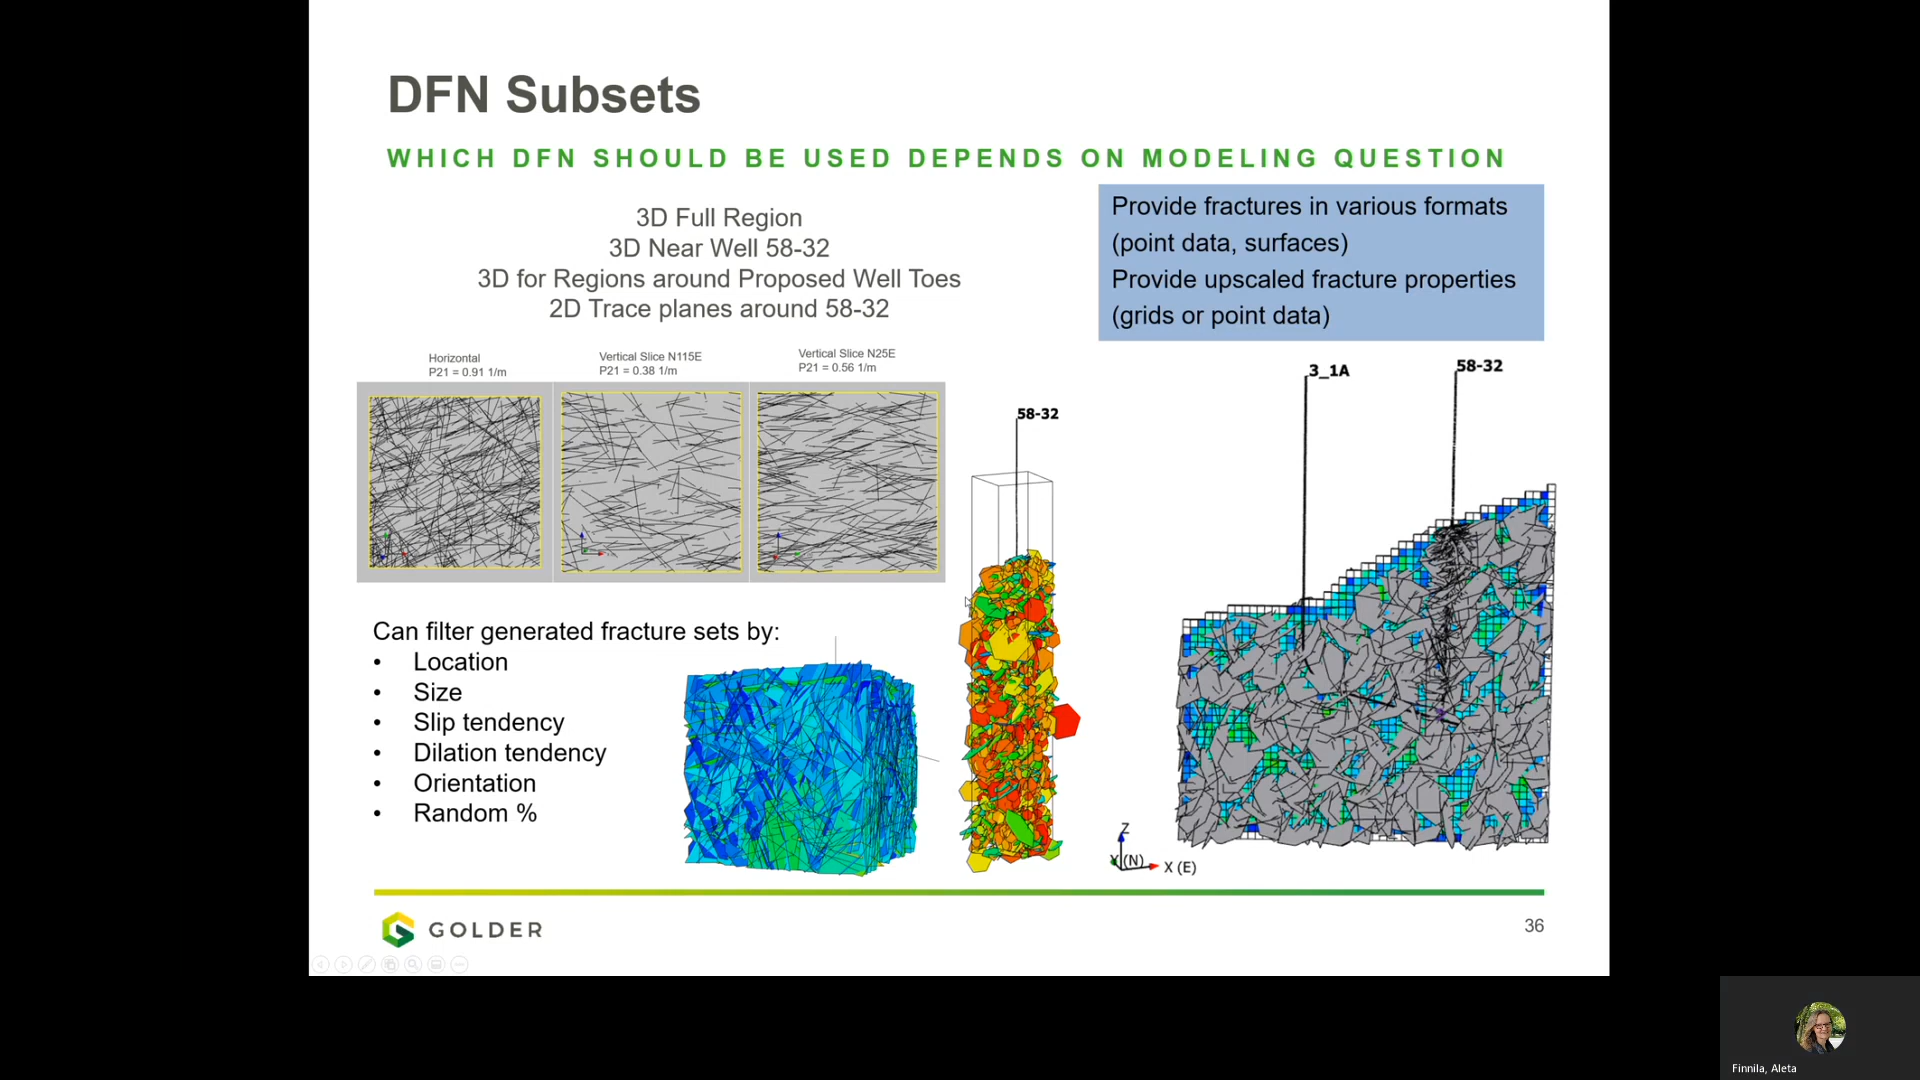 DFN Subsets
WHICH DFN SHOULD BE USED DEPENDS ON MODELING QUESTION
3D Full Region
3D Near Well 58-32
3D for Regions around Proposed Well Toes
2D Trace planes around 58-32
Provide fractures in various formats
(point data, surfaces)
Provide upscaled fracture properties
(grids or point data)
Horizontal
P21 = 0.91 1/m
Vertical Slice N115E
P21 = 0.38 1/m
Vertical Slice N25E
P21 = 0.56 1/m
58-32
3_1A
58-32
Can filter generated fracture sets by:
• Location
• Size
• Slip tendency
• Dilation tendency
• Orientation
• Random %
Z
Y (N)
X (E)
GOLDER
36
Finnila, Aleta